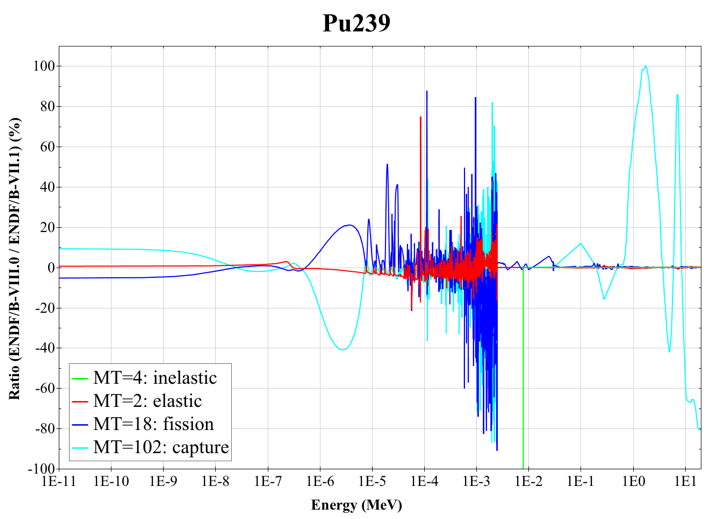 Pu239
Ratio (ENDF/B-VIII.0 / ENDF/B-VII.1) (%)
100
80
60
40
20
0
-20
-40
-60
-80
-100
MT=4: inelastic
MT=2: elastic
MT=18: fission
MT=102: capture
1E-11 1E-10 1E-9 1E-8 1E-7 1E-6 1E-5 1E-4 1E-3 1E-2 1E-1 1E0 1E1
Energy (MeV)